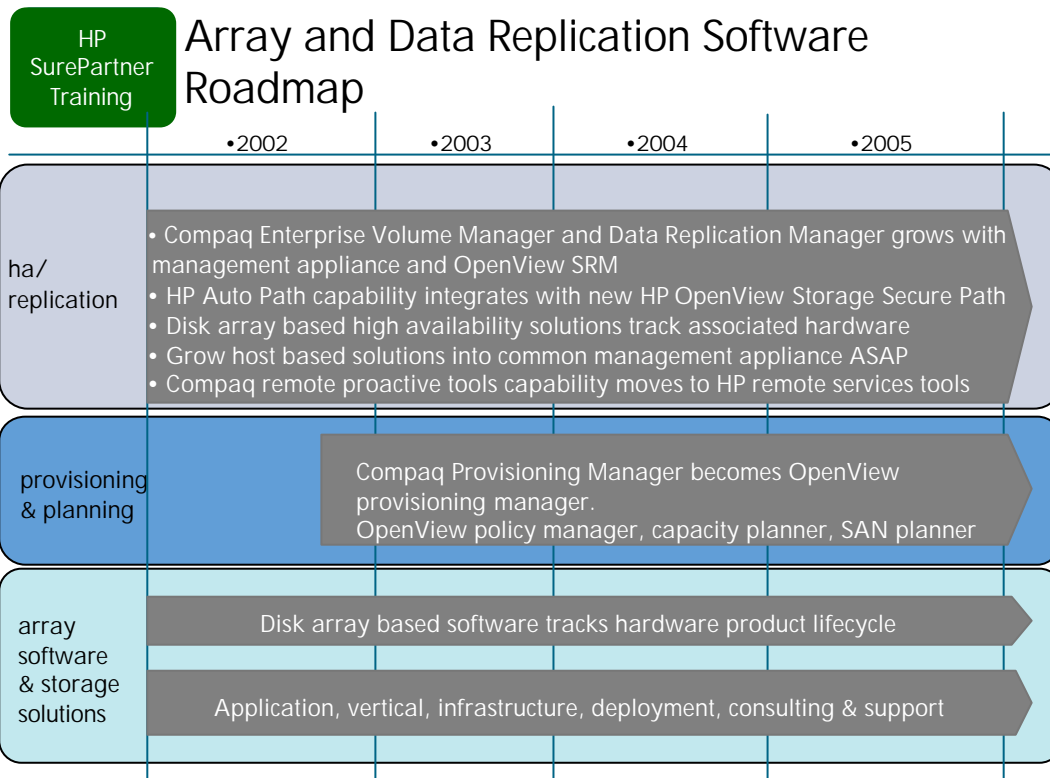 HP
SurePartner
Training
Array and Data Replication Software
Roadmap
•2002
•2003
•2004
•2005
ha/
replication
• Compaq Enterprise Volume Manager and Data Replication Manager grows with
management appliance and OpenView SRM
• HP Auto Path capability integrates with new HP OpenView Storage Secure Path
• Disk array based high availability solutions track associated hardware
• Grow host based solutions into common management appliance ASAP
• Compaq remote proactive tools capability moves to HP remote services tools
provisioning
& planning
Compaq Provisioning Manager becomes OpenView
provisioning manager.
OpenView policy manager, capacity planner, SAN planner
array
software
& storage
solutions
Disk array based software tracks hardware product lifecycle
Application, vertical, infrastructure, deployment, consulting & support